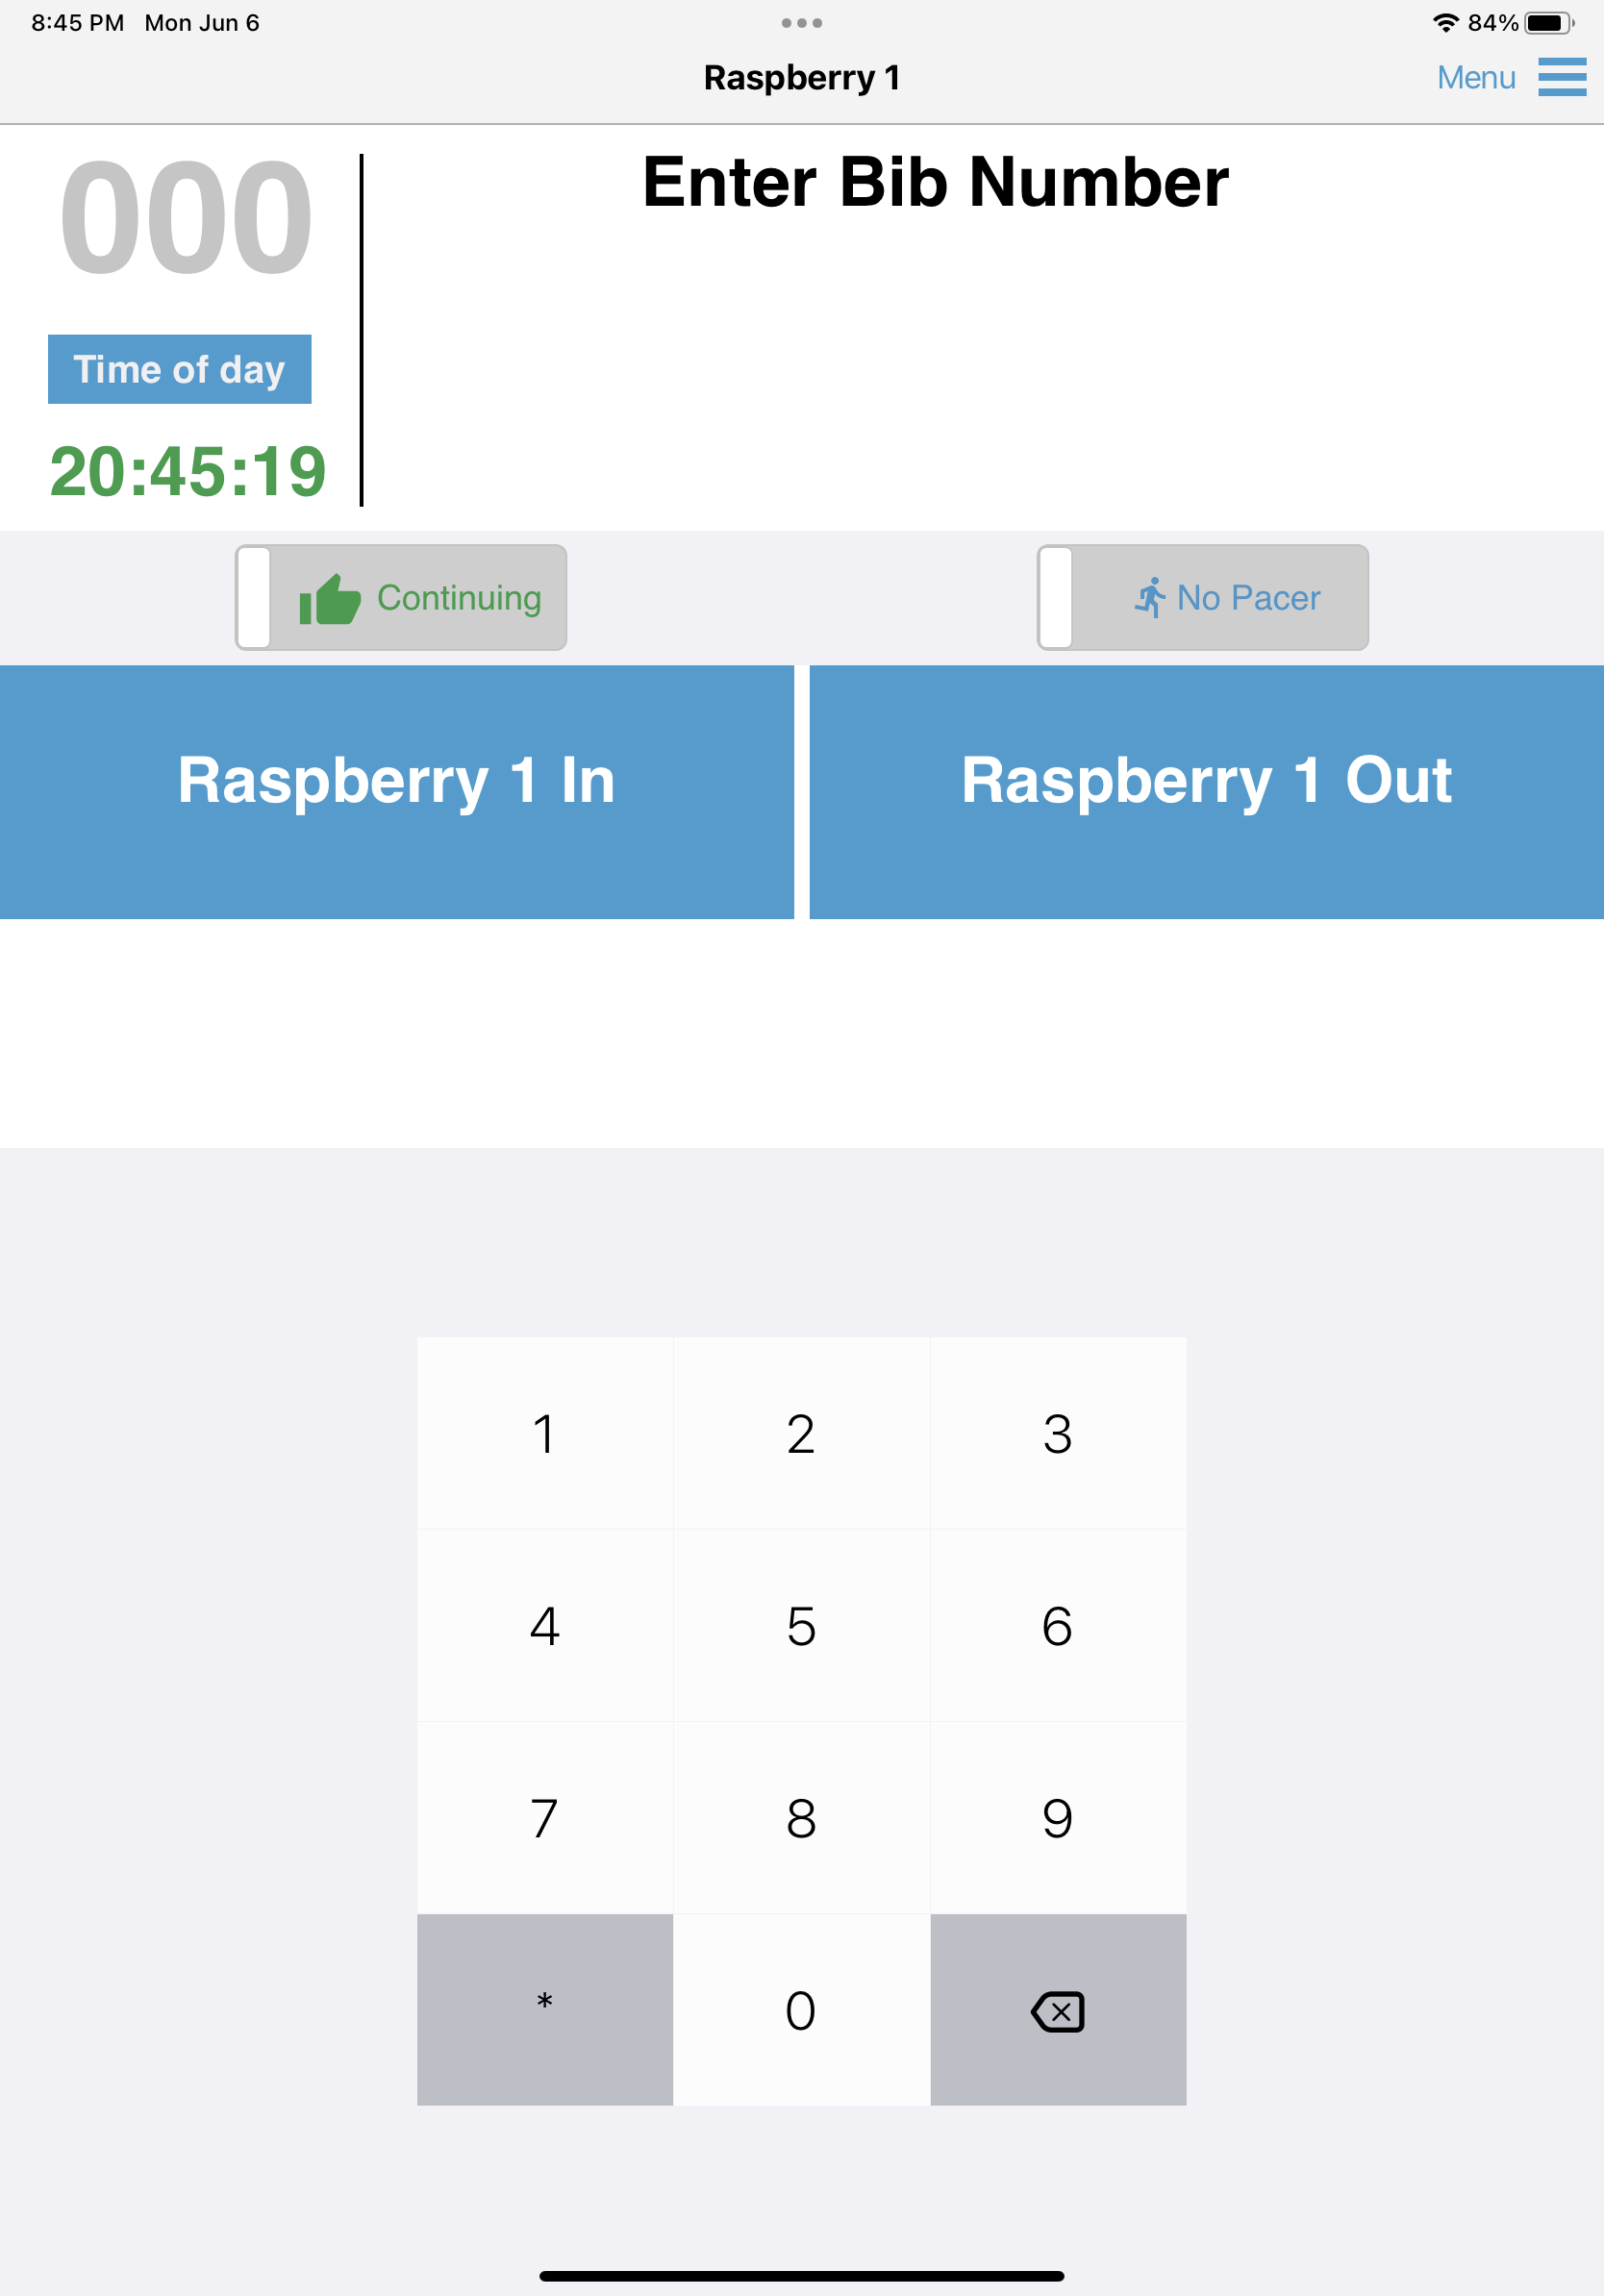 8:45 PM Mon Jun 6
84%
Raspberry 1
Menu
000
Enter Bib Number
Time of day
20:45:19
Continuing
No Pacer
Raspberry 1 In
Raspberry 1 Out
1 2 3
4 5 6
7 8 9
* 0